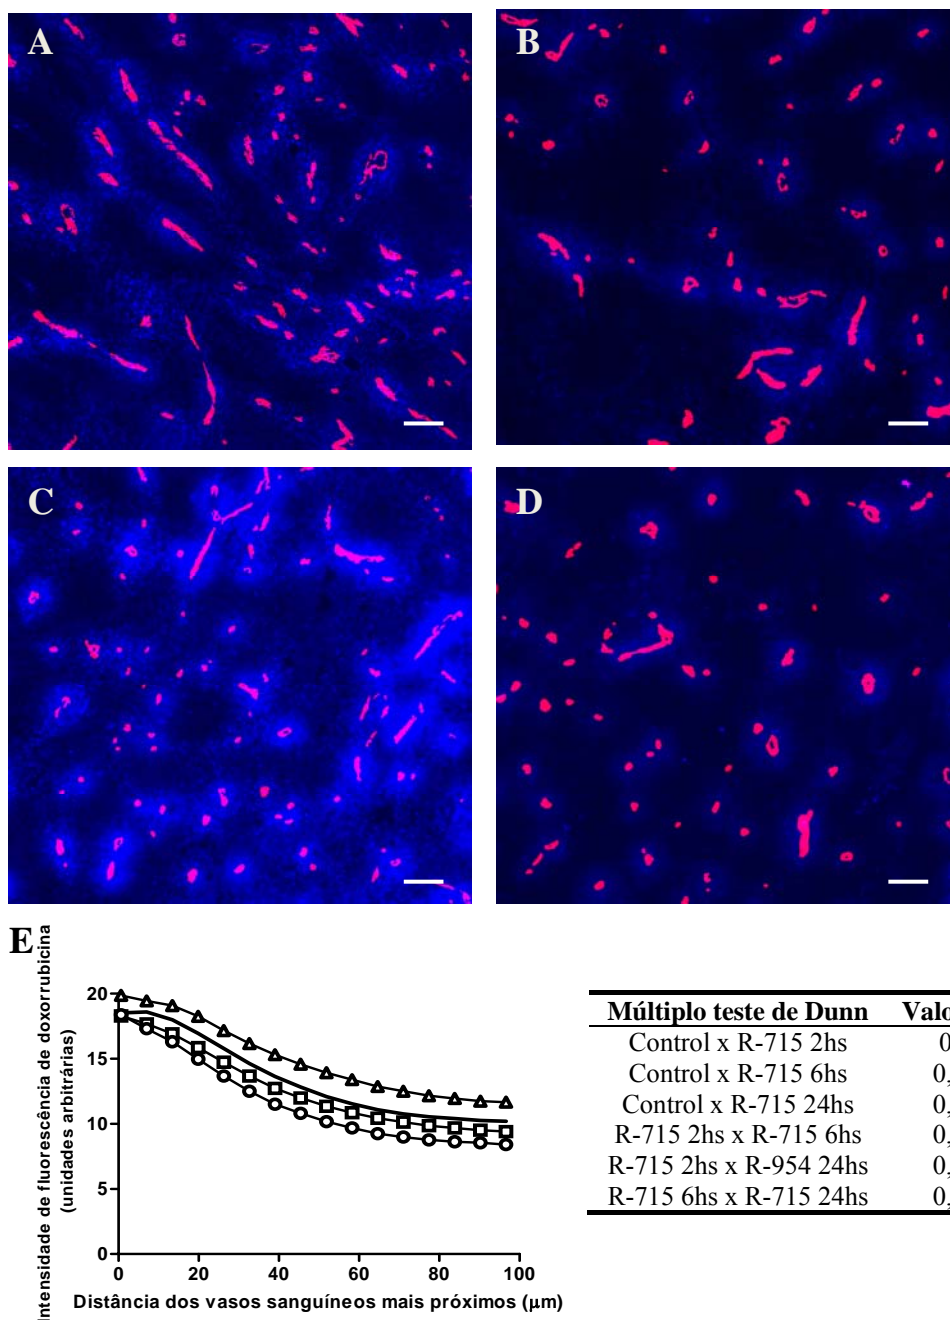 A
B
C
D
E
Intensidade de fluorescência de doxorrubicina
(unidades arbitrárias)
20
15
10
5
0
0 20 40 60 80 100
Distância dos vasos sanguíneos mais próximos (μm)
Múltiplo teste de Dunn
Control x R-715 2hs
Control x R-715 6hs
Control x R-715 24hs
R-715 2hs x R-715 6hs
R-715 2hs x R-954 24hs
R-715 6hs x R-715 24hs